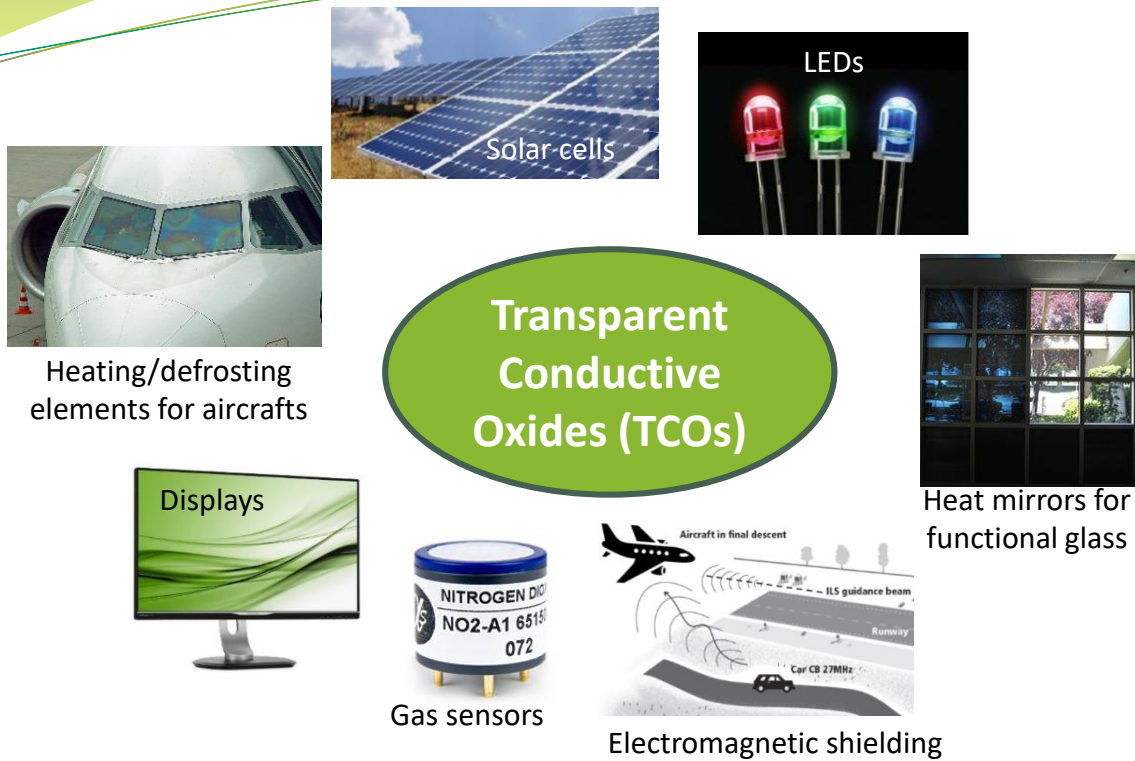 Solar cells
LEDs
Heating/defrosting
elements for aircrafts
Transparent
Conductive
Oxides (TCOs)
Heat mirrors for
functional glass
Displays
NITROGEN DIO
NO2-A1
072
Gas sensors
Aircraft in final descent
ILS guidance beam
Runway
Car CB 27MHz
Electromagnetic shielding